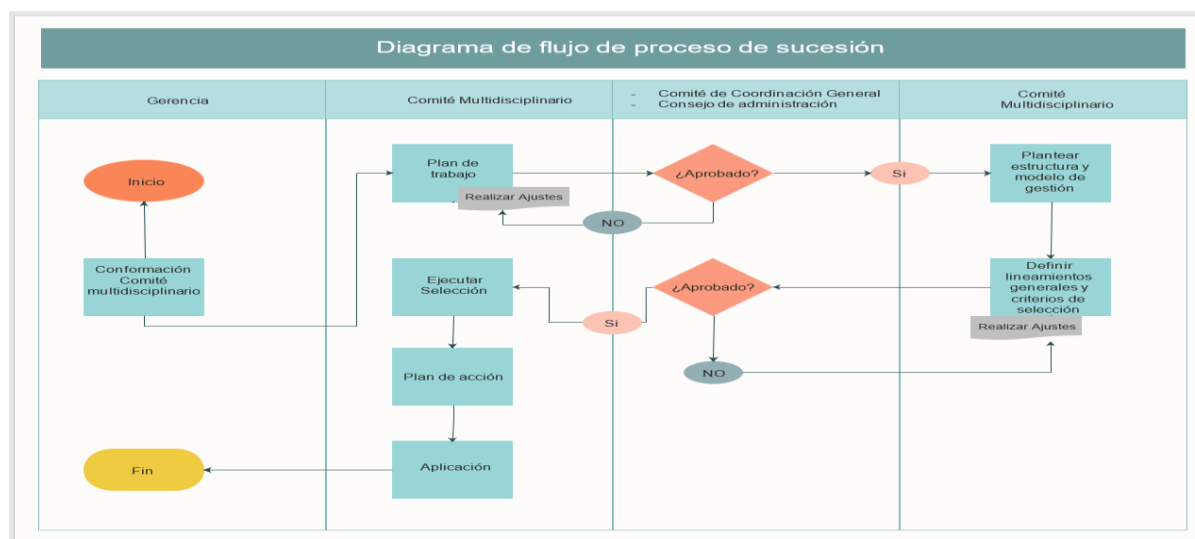 Diagrama de flujo de proceso de sucesión
Gerencia
Comité Multidisciplinario
- Comité de Coordinación General
- Consejo de administración
Comité
Multidisciplinario
Inicio
Plan de
trabajo
Realizar Ajustes
¿Aprobado?
Si
NO
Plantear
estructura y
modelo de
gestión
Conformación
Comité
multidisciplinario
Ejecutar
Selección
¿Aprobado?
Si
Definir
lineamientos
generales y
criterios de
selección
Realizar Ajustes
Plan de acción
NO
Fin
Aplicación